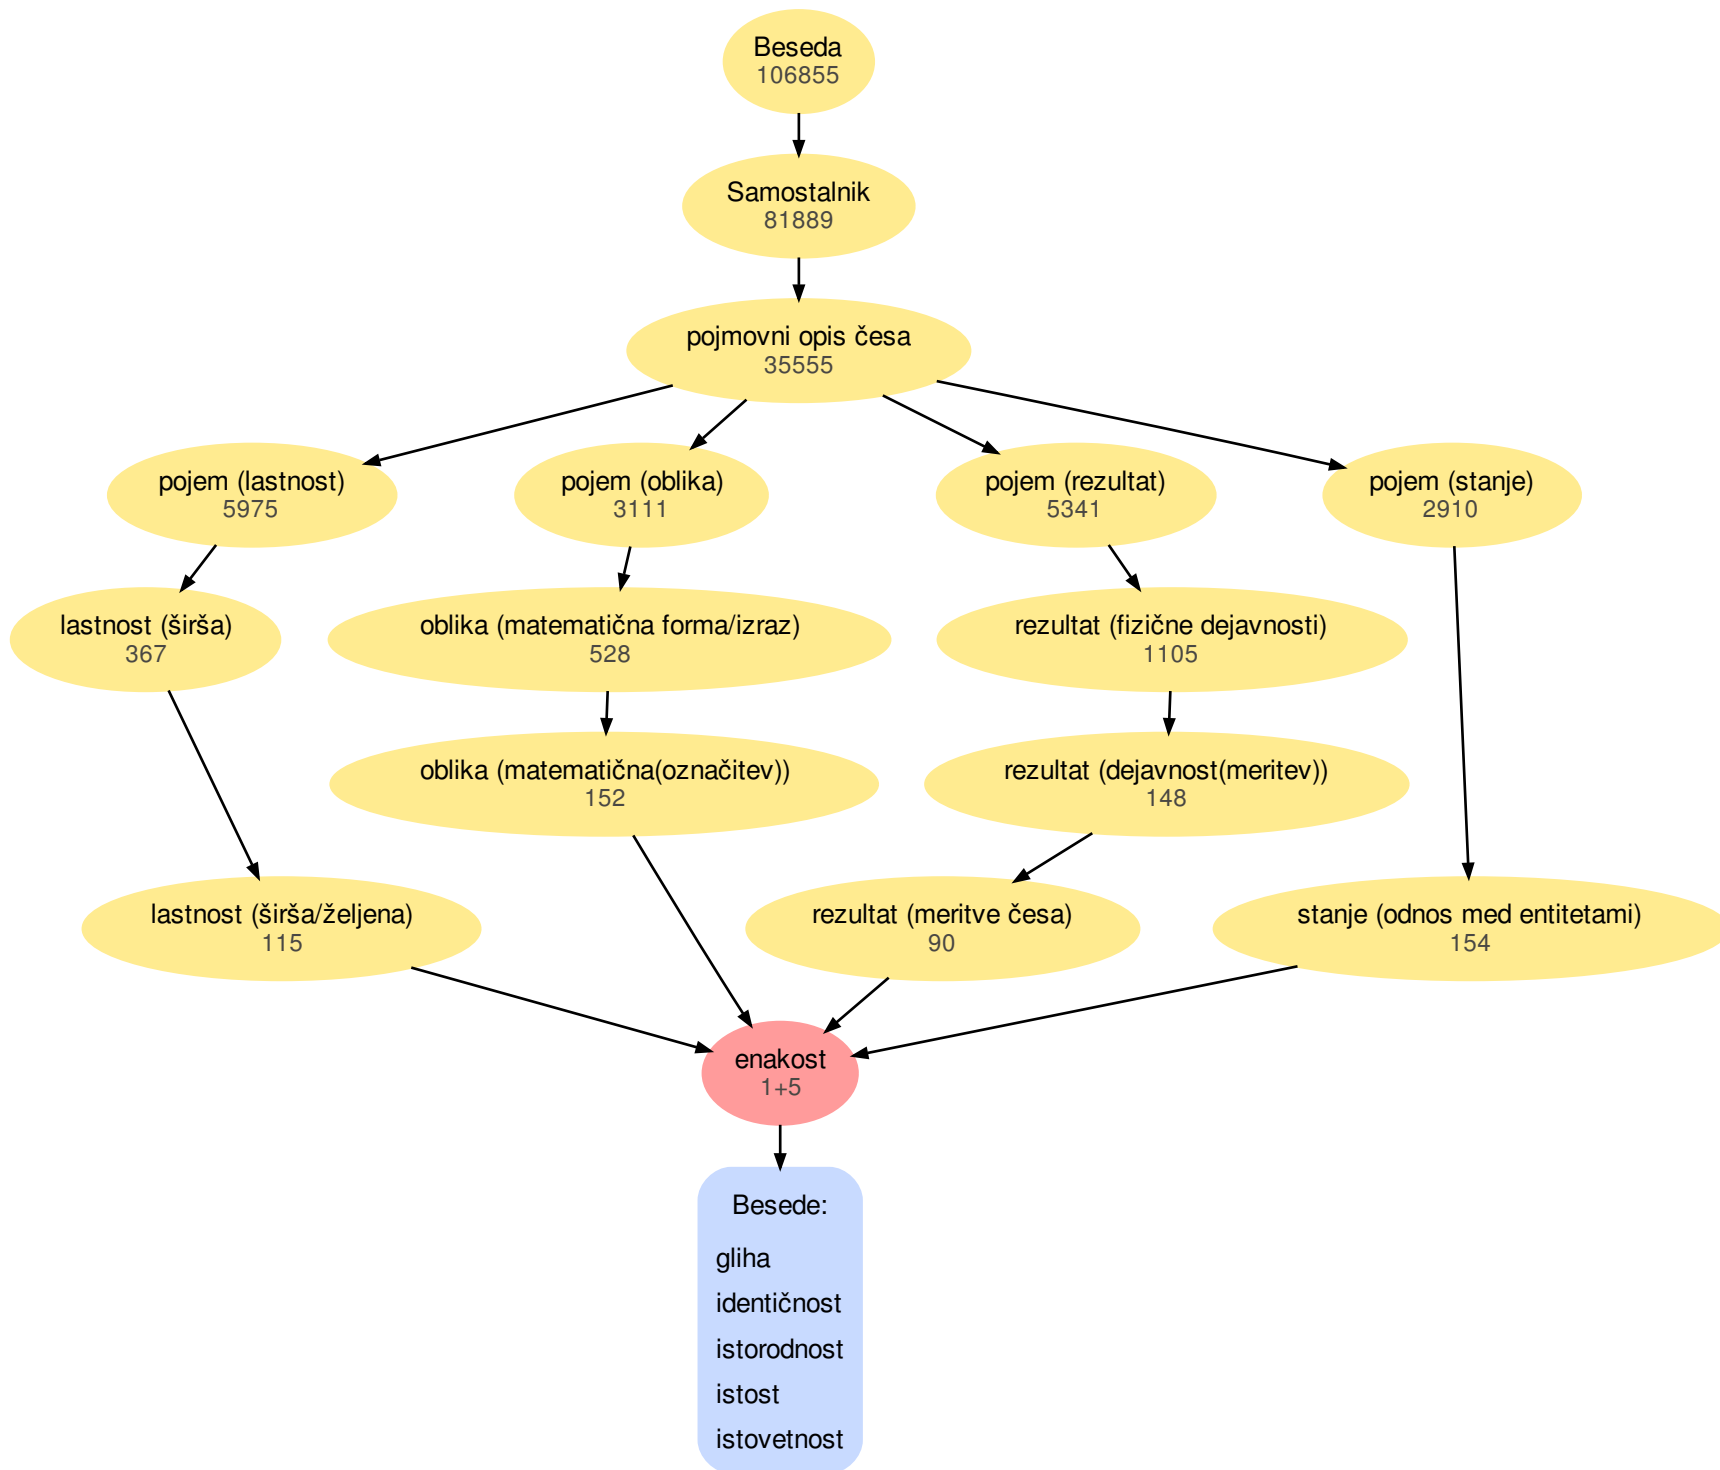 Beseda
106855
Samostalnik
81889
pojmovni opis česa
35555
pojem (lastnost)
5975
pojem (oblika)
3111
pojem (rezultat)
5341
pojem (stanje)
2910
lastnost (širša)
367
oblika (matematična forma/izraz)
528
rezultat (fizične dejavnosti)
1105
oblika (matematična(označitev))
152
rezultat (dejavnost(meritev))
148
lastnost (širša/željena)
115
rezultat (meritve česa)
90
stanje (odnos med entitetami)
154
enakost
1+5
Besede:
gliha
identičnost
istorodnost
istost
istovetnost